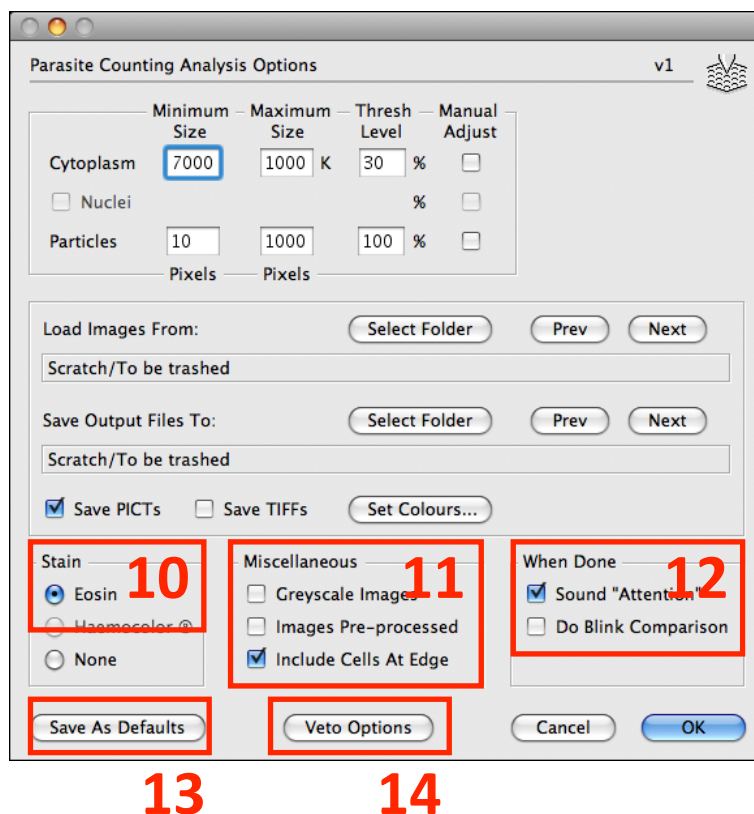 Parasite Counting Analysis Options v1
Minimum Size Maximum Size Thresh Level Manual Adjust
Cytoplasm 7000 1000 K 30 %
Nuclei %
Particles 10 1000 100 %
Pixels Pixels
Load Images From: Select Folder Prev Next
Scratch/To be trashed
Save Output Files To: Select Folder Prev Next
Scratch/To be trashed
Save PICTs Save TIFFs Set Colours...
Stain Miscellaneous When Done
10 11 12
Eosin Greyscale Images Sound "Attention"
Haemocolor ® Images Pre-processed Do Blink Comparison
None Include Cells At Edge
Save As Defaults Veto Options Cancel OK
13 14